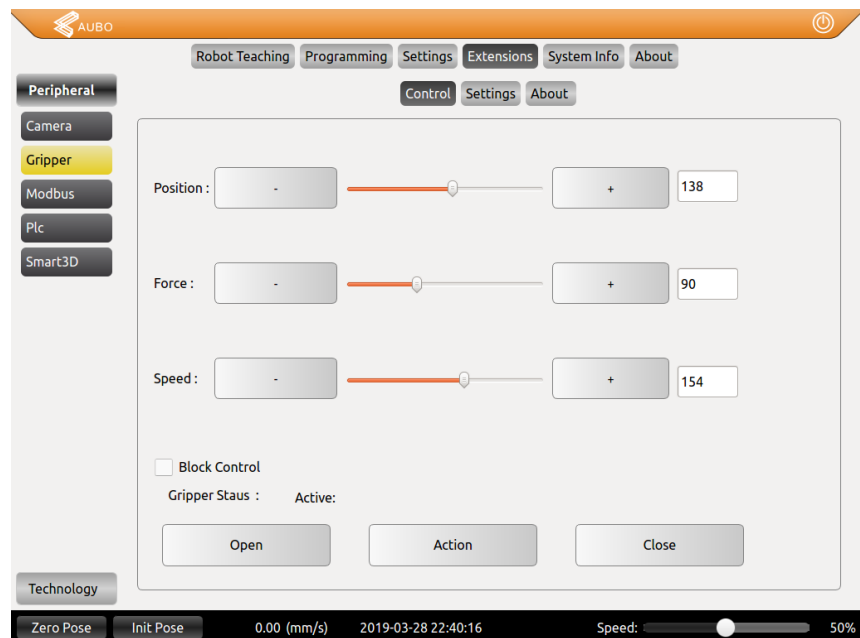 AUBO
Robot Teaching Programming Settings Extensions System Info About
Peripheral
Control Settings About
Camera
Gripper
Modbus
Plc
Smart3D
Position : - + 138
Force : - + 90
Speed : - + 154
Block Control
Gripper Staus : Active:
Open Action Close
Technology
Zero Pose Init Pose 0.00 (mm/s) 2019-03-28 22:40:16 Speed: 50%